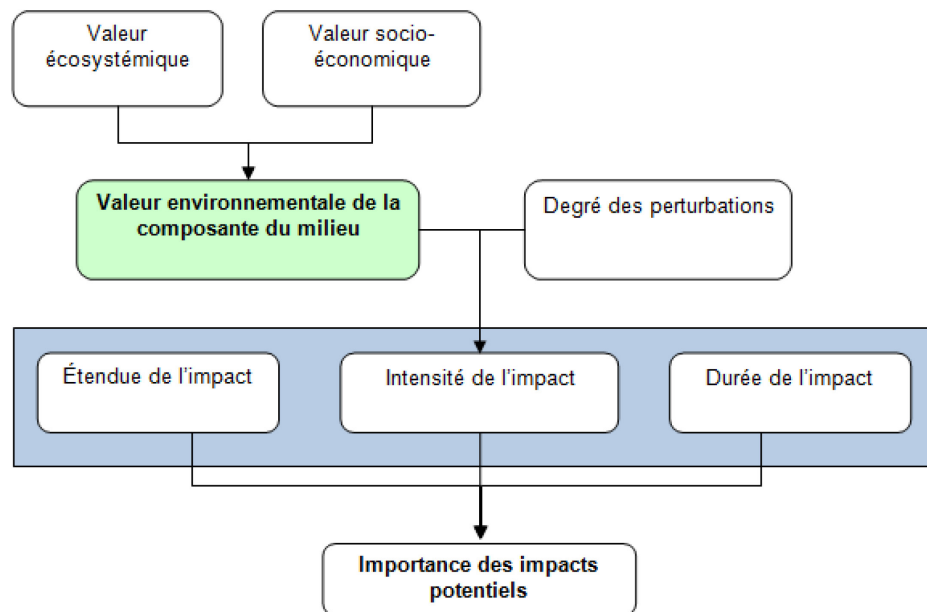 Valeur
écosystémique
Valeur socio-
économique
Valeur environnementale de la
composante du milieu
Degré des perturbations
Étendue de l'impact
Intensité de l'impact
Durée de l'impact
Importance des impacts
potentiels